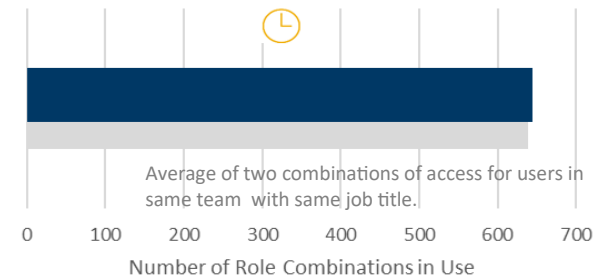 Average of two combinations of access for users in
same team with same job title.
0 100 200 300 400 500 600 700
Number of Role Combinations in Use